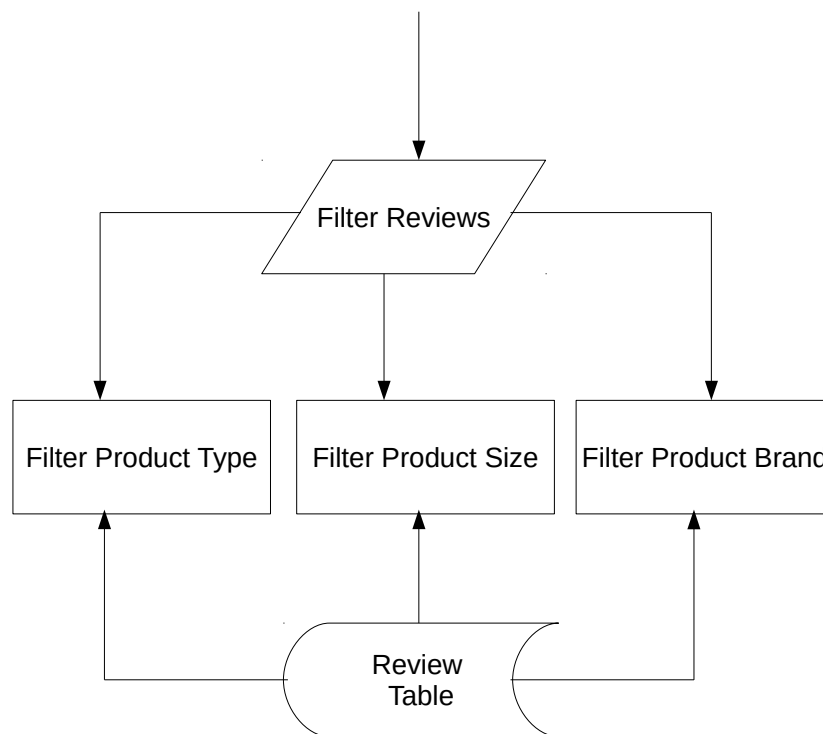 Filter Reviews
Filter Product Type
Filter Product Size
Filter Product Brand
Review
Table